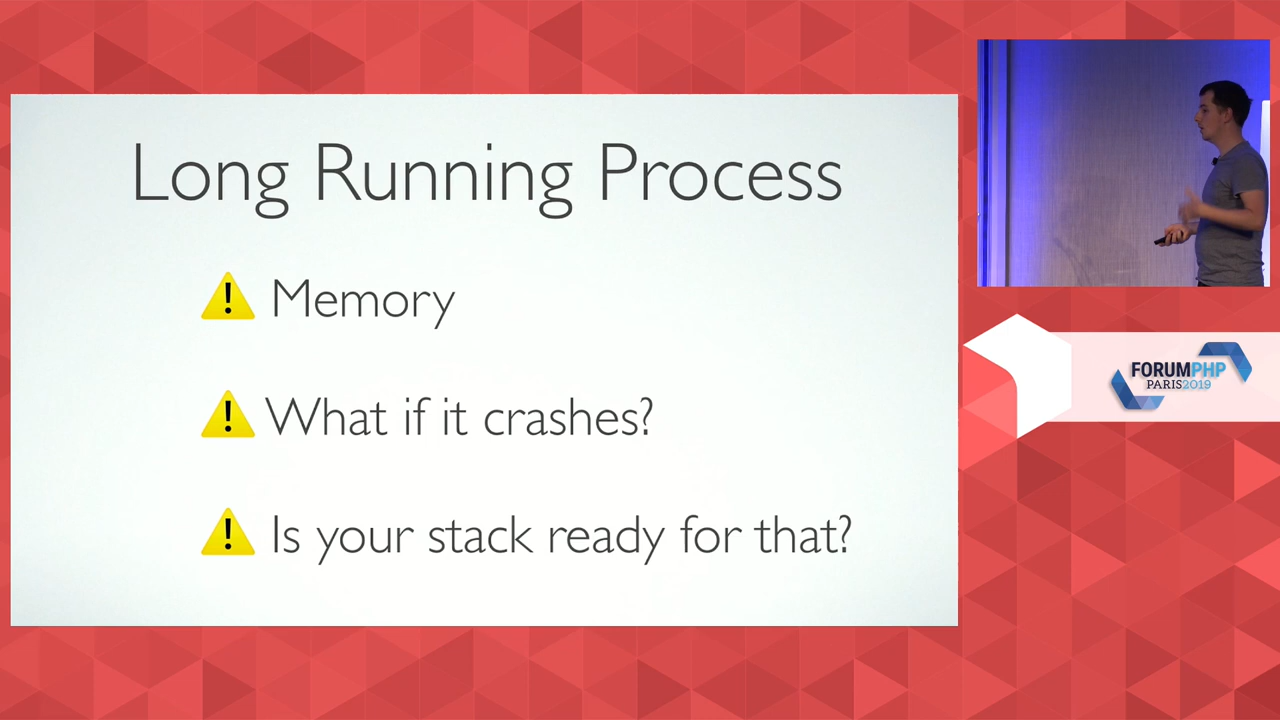 Long Running Process
Memory
What if it crashes?
Is your stack ready for that?
FORUMPHP
PARIS2019